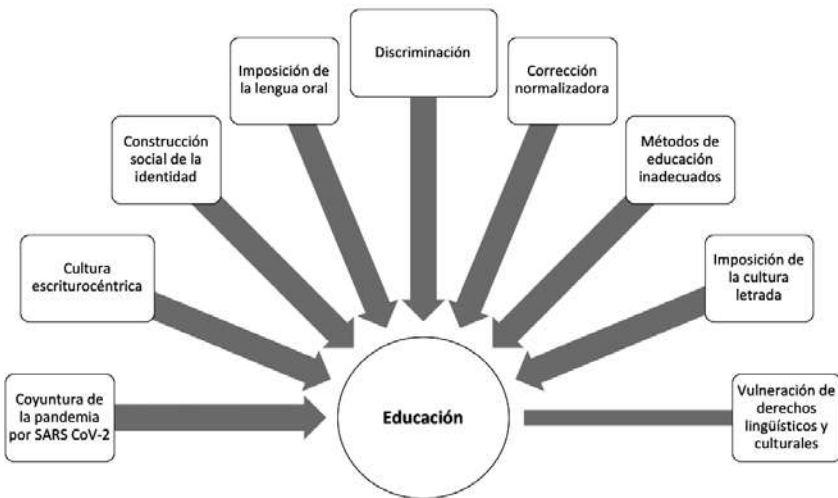 Discriminación
Imposición de
la lengua oral
Corrección
normalizadora
Construcción
social de la
identidad
Métodos de
educación
inadecuados
Cultura
escriturocéntrica
Imposición de
la cultura
letrada
Coyuntura de
la pandemia
por SARS CoV-2
Educación
Vulneración de
derechos
lingüísticos y
culturales